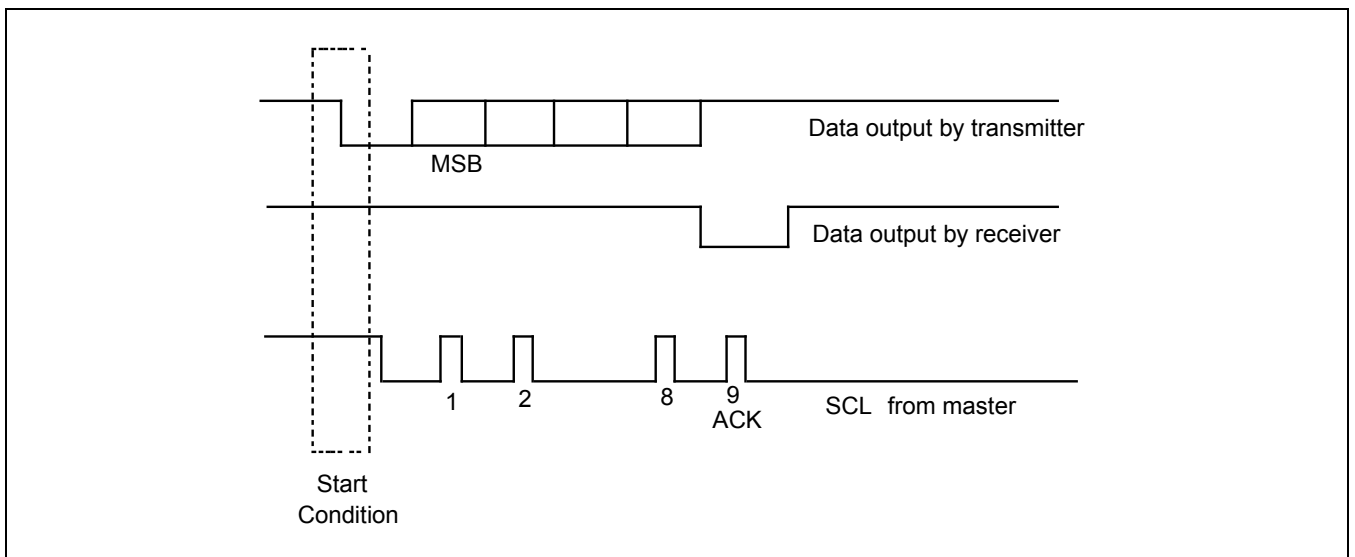 Data output by transmitter
MSB
Data output by receiver
1
2
8
9
ACK
SCL from master
Start
Condition